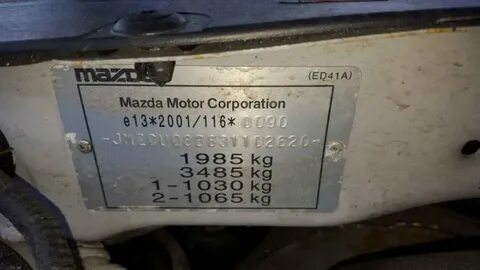 mazda
(ED41A)
Mazda Motor Corporation
e13*2001/116*0090
1985 kg
3485 kg
1-1030 kg
2-1065 kg